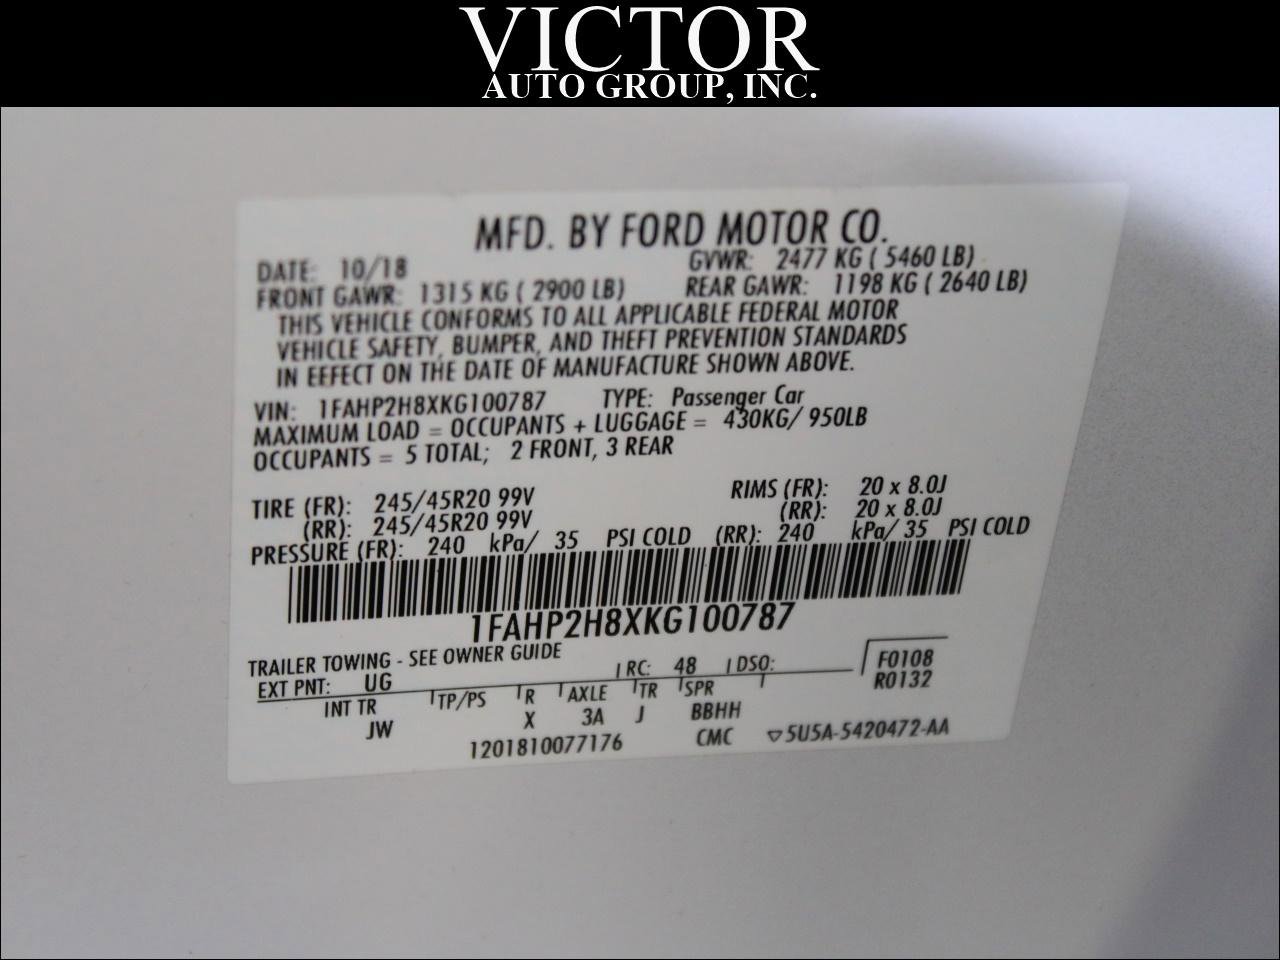 VICTOR
AUTO GROUP, INC.
MFD. BY FORD MOTOR CO.
DATE: 10/18 GVWR: 2477 KG ( 5460 LB)
FRONT GAWR: 1315 KG ( 2900 LB) REAR GAWR: 1198 KG ( 2640 LB)
THIS VEHICLE CONFORMS TO ALL APPLICABLE FEDERAL MOTOR
VEHICLE SAFETY, BUMPER, AND THEFT PREVENTION STANDARDS
IN EFFECT ON THE DATE OF MANUFACTURE SHOWN ABOVE.
VIN: 1FAHP2H8XKG100787 TYPE: Passenger Car
MAXIMUM LOAD = OCCUPANTS + LUGGAGE = 430KG/ 950LB
OCCUPANTS = 5 TOTAL; 2 FRONT, 3 REAR
TIRE (FR): 245/45R20 99V RIMS (FR): 20 x 8.0J
(RR): 245/45R20 99V (RR): 20 x 8.0J
PRESSURE (FR): 240 kPa/ 35 PSI COLD (RR): 240 kPa/ 35 PSI COLD
1FAHP2H8XKG100787
TRAILER TOWING - SEE OWNER GUIDE
EXT PNT: UG RC: 48 DSO: F0108
R0132
INT TR TP/PS R AXLE TR SPR
JW X 3A J BBHH
1201810077176 CMC ▽5U5A-5420472-AA